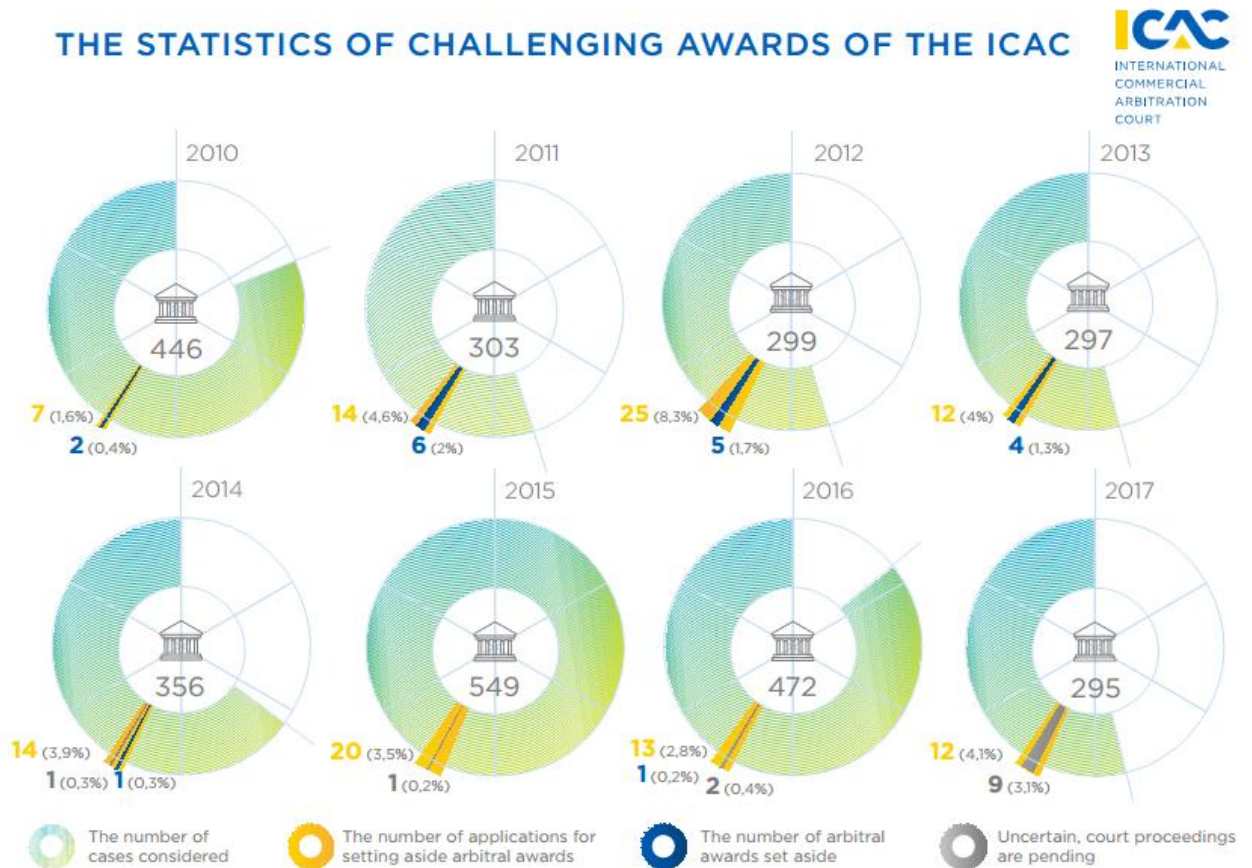 THE STATISTICS OF CHALLENGING AWARDS OF THE ICAC
ICAC
INTERNATIONAL
COMMERCIAL
ARBITRATION
COURT
2010
446
7 (1,6%)
2 (0,4%)
2011
303
14 (4,6%)
6 (2%)
2012
299
25 (8,3%)
5 (1,7%)
2013
297
12 (4%)
4 (1,3%)
2014
356
14 (3,9%)
1 (0,3%) 1 (0,3%)
2015
549
20 (3,5%)
1 (0,2%)
2016
472
13 (2,8%)
1 (0,2%) 2 (0,4%)
2017
295
12 (4,1%)
9 (3,1%)
The number of
cases considered
The number of applications for
setting aside arbitral awards
The number of arbitral
awards set aside
Uncertain, court proceedings
are pending